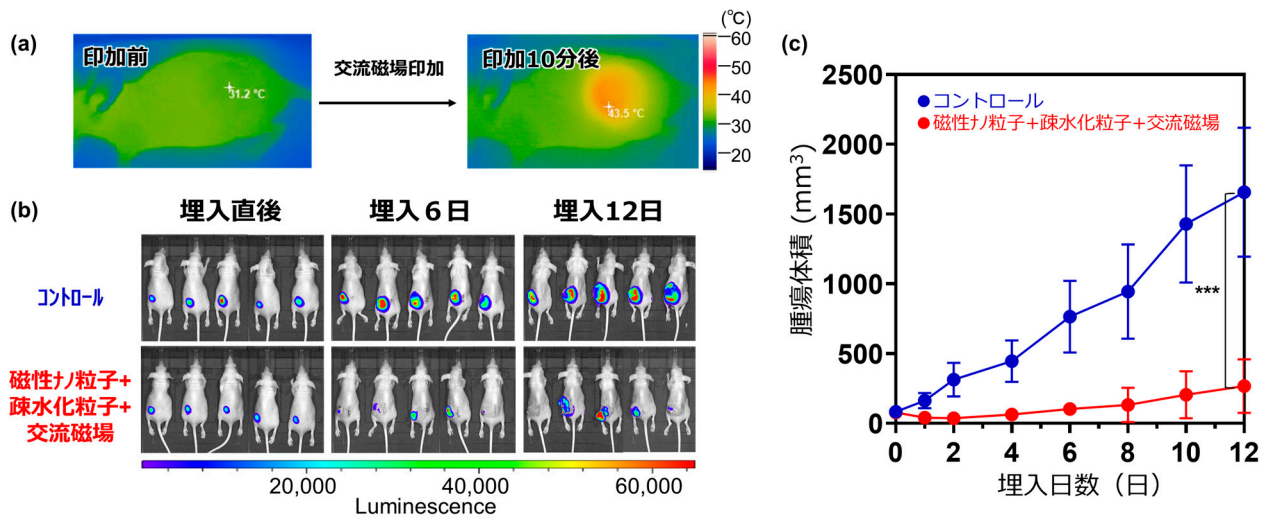 (a)
印加前
31.2 °C
交流磁場印加
印加10分後
43.5 °C
(℃)
60
50
40
30
20
(b)
埋入直後
埋入６日
埋入12日
ｺﾝﾄﾛｰﾙ
磁性ﾅﾉ粒子+
疎水化粒子+
交流磁場
20,000
40,000
60,000
Luminescence
(c)
コントロール
磁性ﾅﾉ粒子+疎水化粒子+交流磁場
腫瘍体積 (mm³)
2500
2000
1500
1000
500
0
***
0 2 4 6 8 10 12
埋入日数（日）